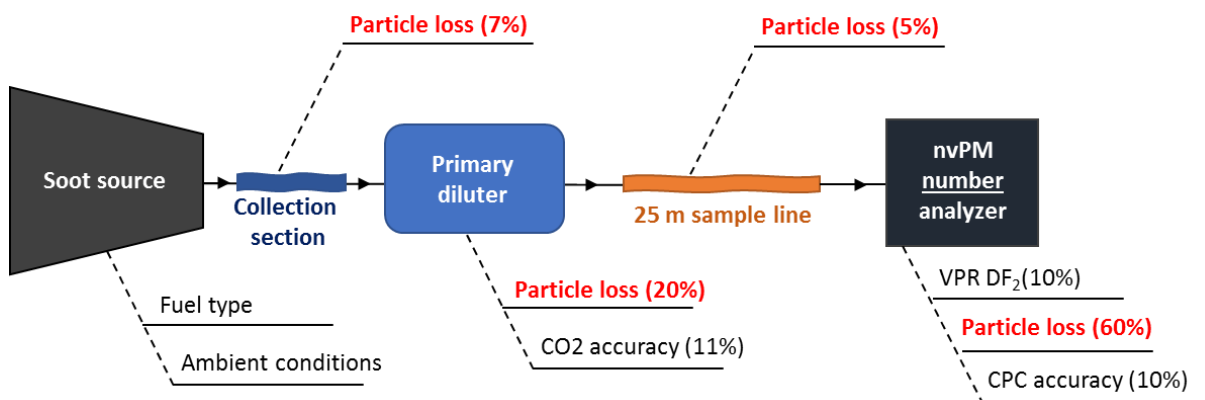 Particle loss (7%)
Particle loss (5%)
Soot source
Collection
section
Primary
diluter
25 m sample line
nvPM
number
analyzer
Fuel type
Ambient conditions
Particle loss (20%)
CO2 accuracy (11%)
VPR DF₂(10%)
Particle loss (60%)
CPC accuracy (10%)